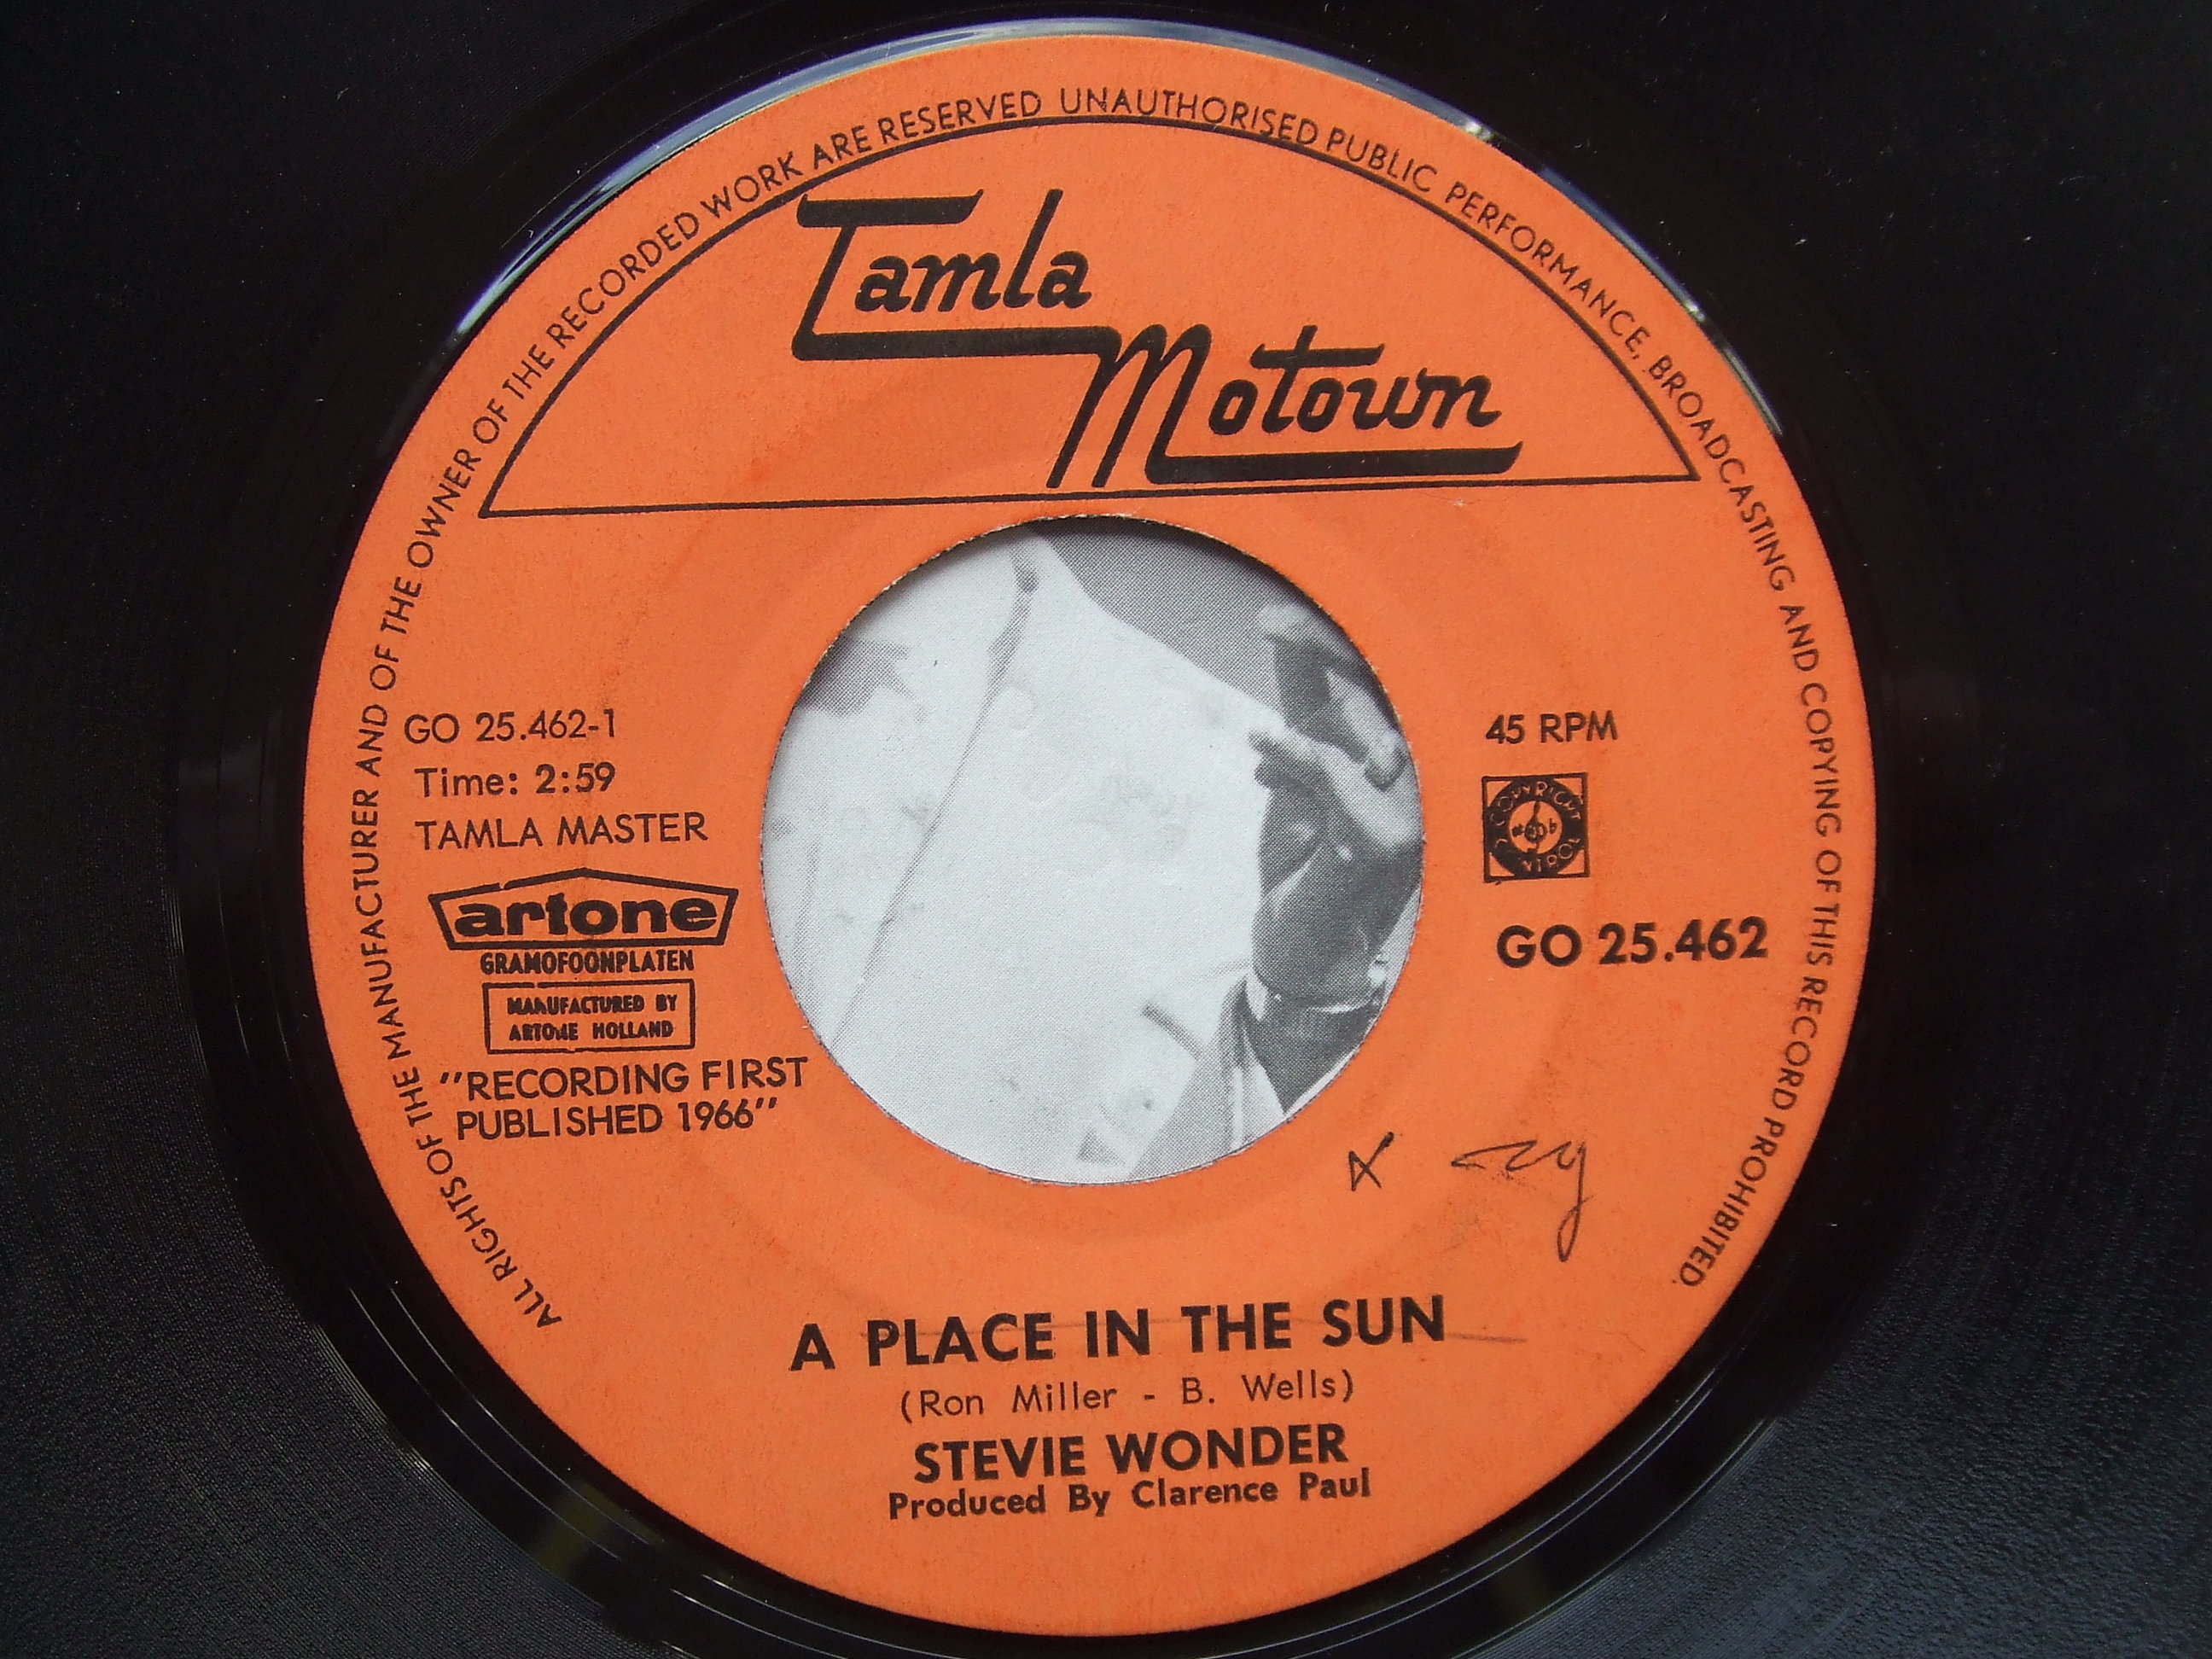 ALL RIGHTS OF THE MANUFACTURER AND OF THE OWNER OF THE RECORDED WORK ARE RESERVED UNAUTHORISED PUBLIC PERFORMANCE, BROADCASTING AND COPYING OF THIS RECORD PROHIBITED.
Tamla
Motown
GO 25.462-1
Time: 2:59
TAMLA MASTER
artone
GRAMOFOONPLATEN
MANUFACTURED BY
ARTONE HOLLAND
"RECORDING FIRST
PUBLISHED 1966"
45 RPM
COPYRIGHT
CONTROL
GO 25.462
A PLACE IN THE SUN
(Ron Miller - B. Wells)
STEVIE WONDER
Produced By Clarence Paul